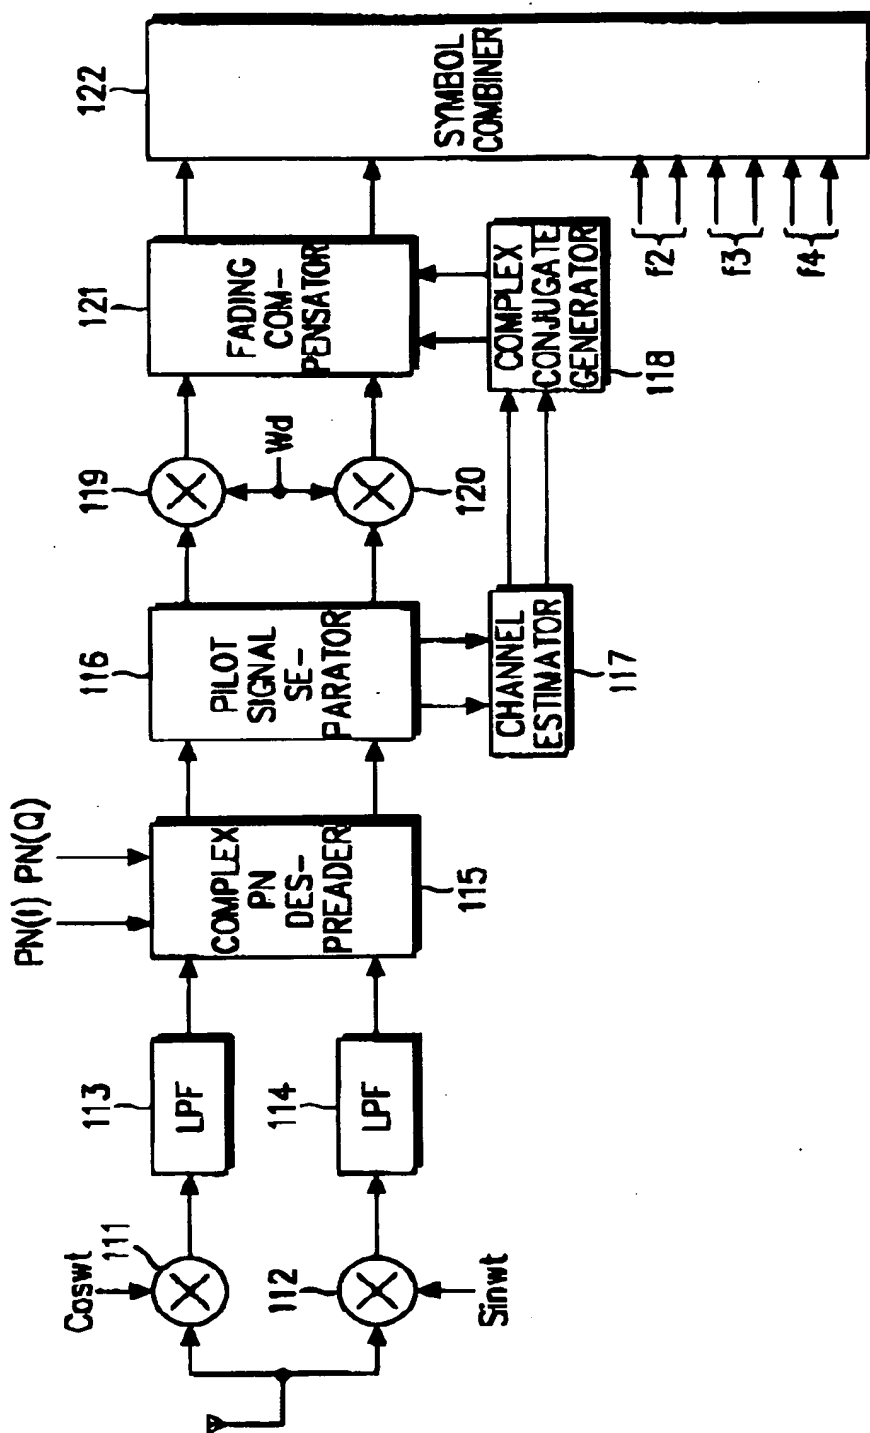 Coswt
111
112
Sinwt
113
LPF
114
LPF
PN(I) PN(Q)
COMPLEX
PN
DES-
PREADER
115
116
PILOT
SIGNAL
SE-
PARATOR
CHANNEL
ESTIMATOR
117
119
Wd
120
121
FADING
COM-
PENSATOR
COMPLEX
CONJUGATE
GENERATOR
118
122
SYMBOL
COMBINER
f2
f3
f4